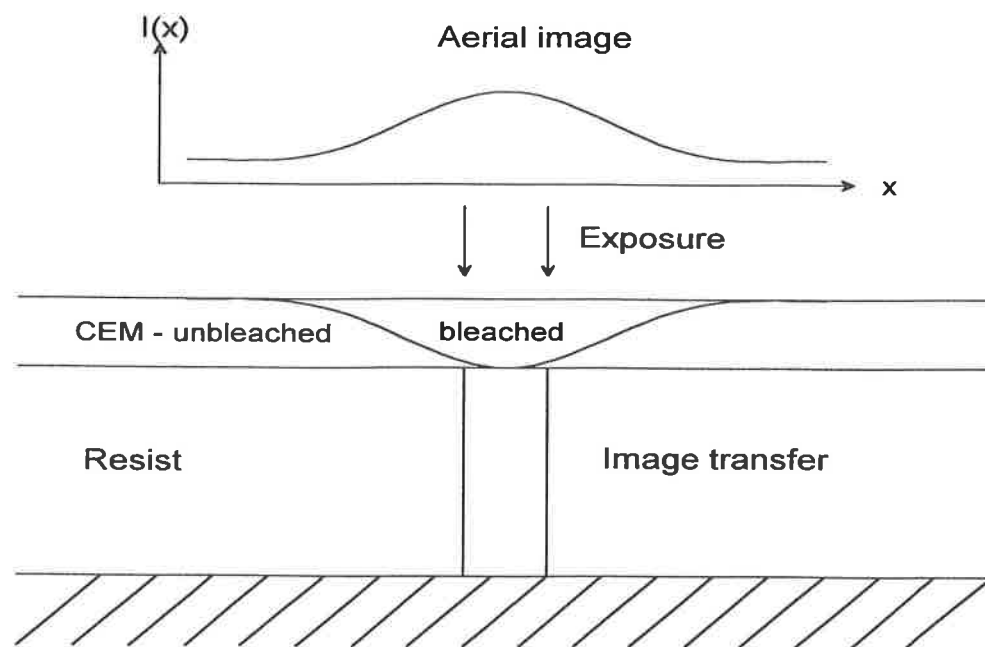 I(x)
Aerial image
x
Exposure
CEM - unbleached
bleached
Resist
Image transfer